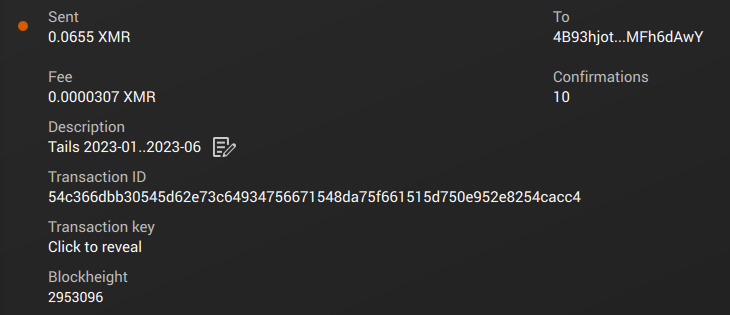 Sent
0.0655 XMR
To
4B93hjot...MFh6dAwY
Fee
0.0000307 XMR
Confirmations
10
Description
Tails 2023-01..2023-06
Transaction ID
54c366dbb30545d62e73c64934756671548da75f661515d750e952e8254cacc4
Transaction key
Click to reveal
Blockheight
2953096